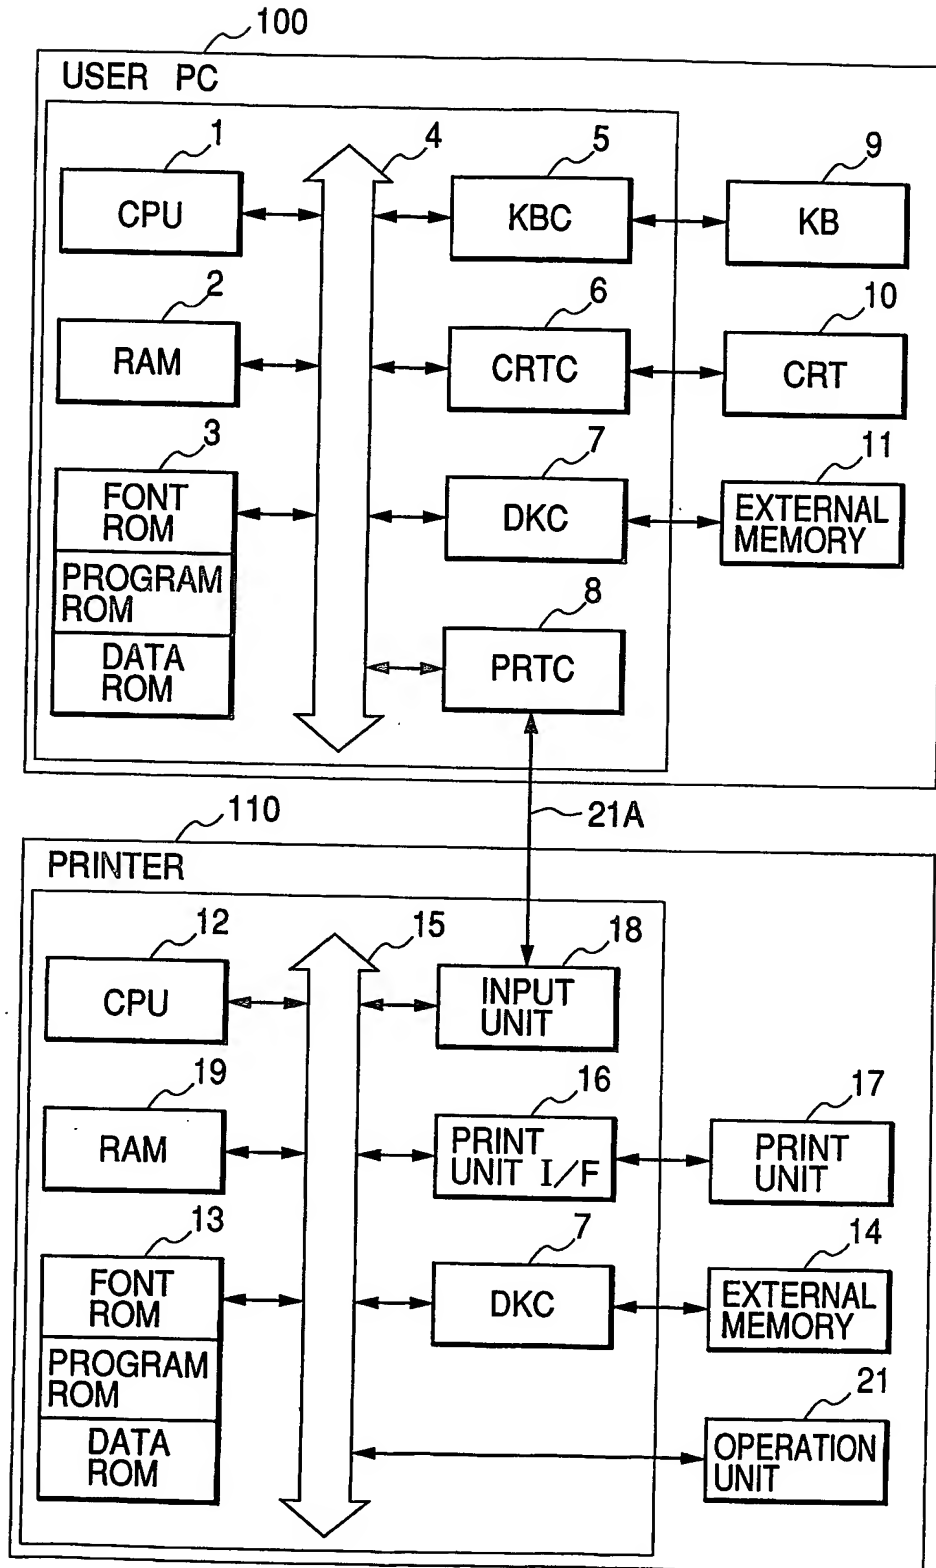 100
USER PC
1
4
5
9
CPU
KBC
KB
2
6
10
RAM
CRTC
CRT
3
7
11
FONT
ROM
DKC
EXTERNAL
MEMORY
PROGRAM
ROM
8
DATA
ROM
PRTC
21A
110
PRINTER
12
15
18
CPU
INPUT
UNIT
19
16
17
RAM
PRINT
UNIT I/F
PRINT
UNIT
13
7
14
FONT
ROM
DKC
EXTERNAL
MEMORY
PROGRAM
ROM
21
DATA
ROM
OPERATION
UNIT